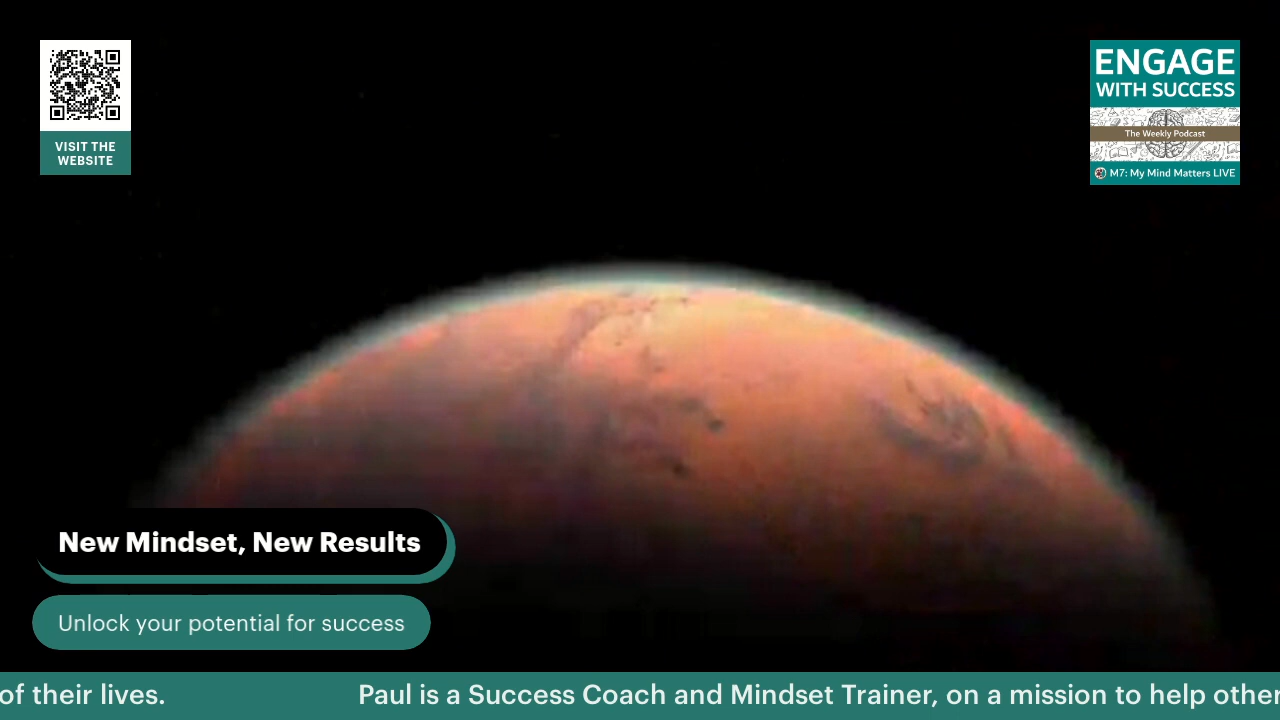 VISIT THE
WEBSITE
ENGAGE
WITH SUCCESS
The Weekly Podcast
M7: My Mind Matters LIVE
New Mindset, New Results
Unlock your potential for success
of their lives. Paul is a Success Coach and Mindset Trainer, on a mission to help other